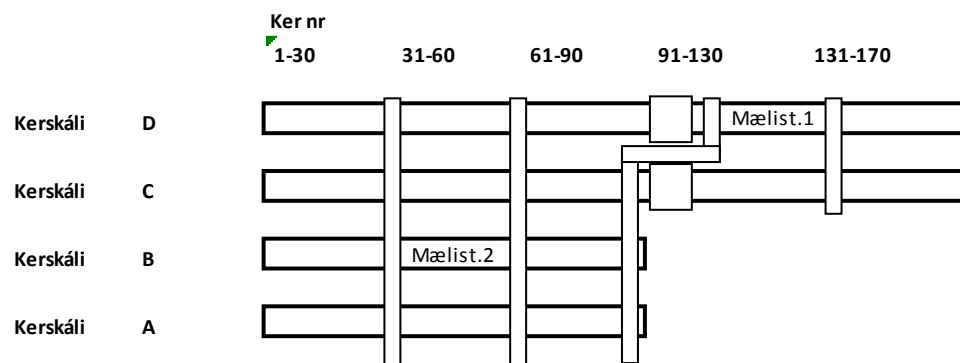 Ker nr
1-30 31-60 61-90 91-130 131-170
Kerskáli D Mælist.1
Kerskáli C
Kerskáli B Mælist.2
Kerskáli A